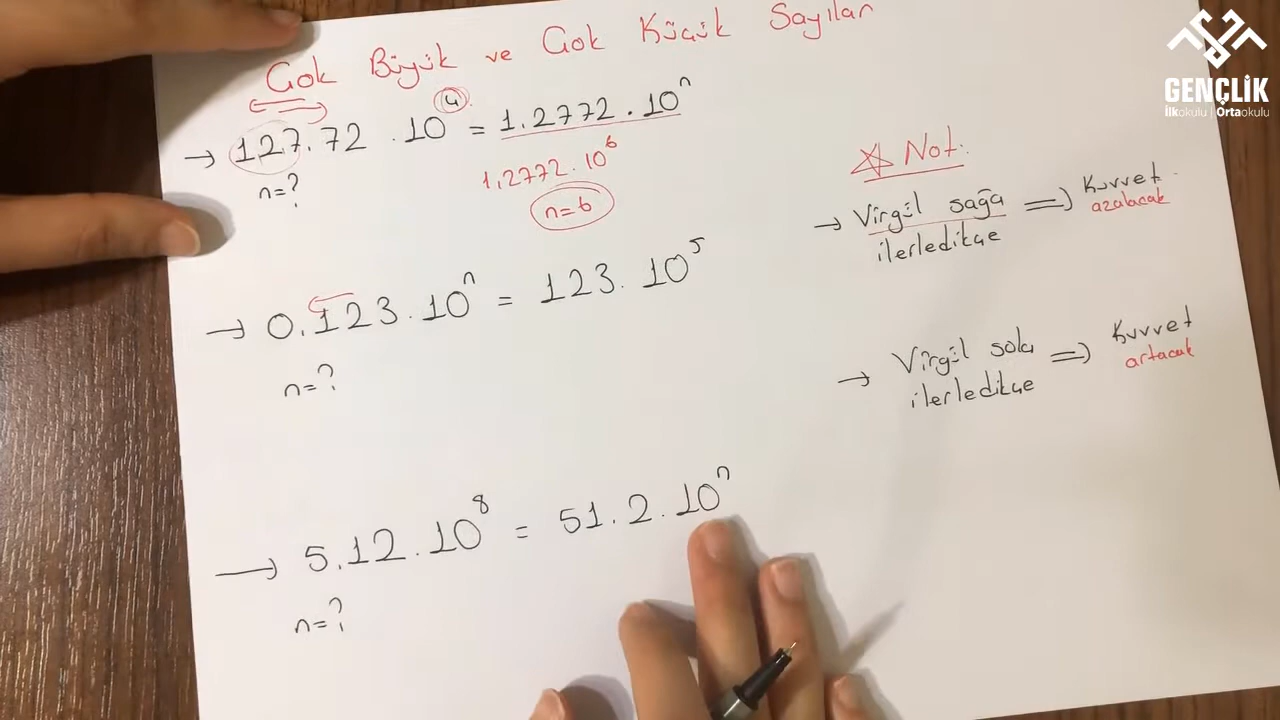 Çok Büyük ve Çok Küçük Sayılar
→ 127.72 . 10⁴ = 1.2772 . 10ⁿ
1.2772 . 10⁶
n=?
n=6
→ 0.123 . 10ⁿ = 123 . 10⁵
n=?
→ 5.12 . 10⁸ = 51.2 . 10ⁿ
n=?
Not:
→ Virgül sağa ⇒ Kuvvet
ilerledikçe azalacak
→ Virgül sola ⇒ Kuvvet
ilerledikçe artacak
GENÇLİK
İlkokulu | Ortaokulu